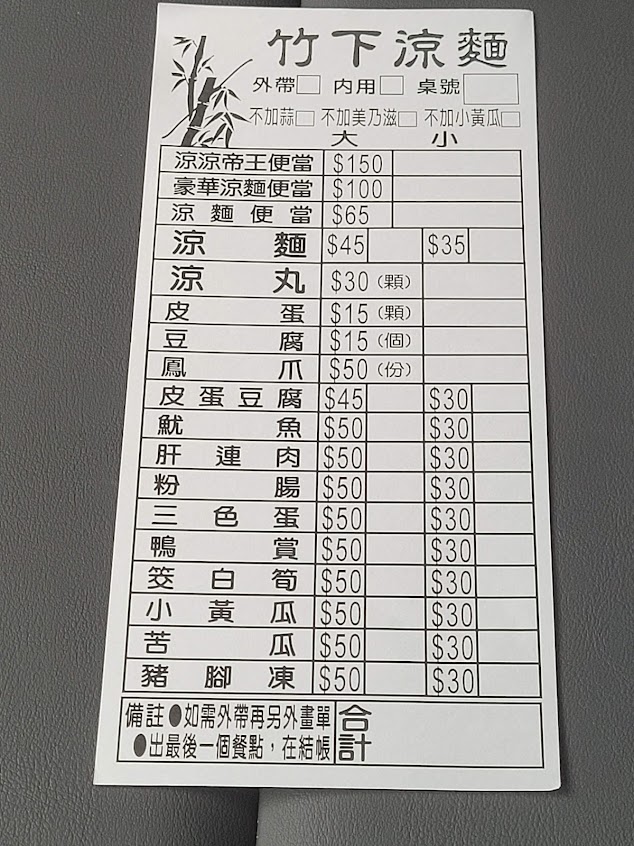 竹下涼麵
外帶□ 內用□ 桌號
不加蒜□ 不加美乃滋□ 不加小黃瓜□
大 小
涼涼帝王便當 $150
豪華涼麵便當 $100
涼麵便當 $65
涼麵 $45 $35
涼丸 $30(顆)
皮蛋 $15(顆)
豆腐 $15(個)
鳳爪 $50(份)
皮蛋豆腐 $45 $30
魷魚 $50 $30
肝連肉 $50 $30
粉腸 $50 $30
三色蛋 $50 $30
鴨賞 $50 $30
筊白筍 $50 $30
小黃瓜 $50 $30
苦瓜 $50 $30
豬腳凍 $50 $30
備註●如需外帶再另外畫單
●出最後一個餐點,在結帳
合計